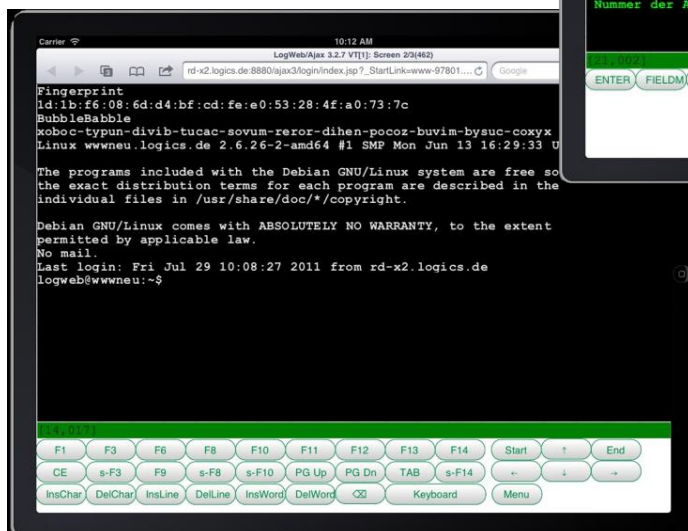 Nummer der A
[21,002]
ENTER FIELDM
Carrier 10:12 AM
LogWeb/Ajax 3.2.7 VT[1]: Screen 2/3(462)
rd-x2.logics.de:8880/ajax3/login/index.jsp?_StartLink=www-97801.... Google
Fingerprint
1d:1b:f6:08:6d:d4:bf:cd:fe:e0:53:28:4f:a0:73:7c
BubbleBabble
xoboc-typun-divib-tucac-sovum-reror-dihen-pocoz-buvim-bysuc-coxyx
Linux wwwneu.logics.de 2.6.26-2-amd64 #1 SMP Mon Jun 13 16:29:33 U
The programs included with the Debian GNU/Linux system are free so
the exact distribution terms for each program are described in the
individual files in /usr/share/doc/*/copyright.
Debian GNU/Linux comes with ABSOLUTELY NO WARRANTY, to the extent
permitted by applicable law.
No mail.
Last login: Fri Jul 29 10:08:27 2011 from rd-x2.logics.de
logweb@wwwneu:~$
[14,017]
F1 F3 F6 F8 F10 F11 F12 F13 F14 Start ↑ End
CE s-F3 F9 s-F8 s-F10 PG Up PG Dn TAB s-F14 ← ↓ →
InsChar DelChar InsLine DelLine InsWord DelWord ⌫ Keyboard Menu